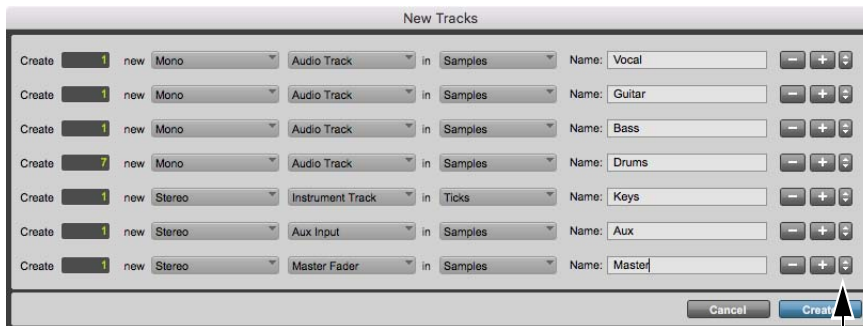 New Tracks
Create 1 new Mono Audio Track in Samples Name: Vocal
Create 1 new Mono Audio Track in Samples Name: Guitar
Create 1 new Mono Audio Track in Samples Name: Bass
Create 7 new Mono Audio Track in Samples Name: Drums
Create 1 new Stereo Instrument Track in Ticks Name: Keys
Create 1 new Stereo Aux Input in Samples Name: Aux
Create 1 new Stereo Master Fader in Samples Name: Master
Cancel Create